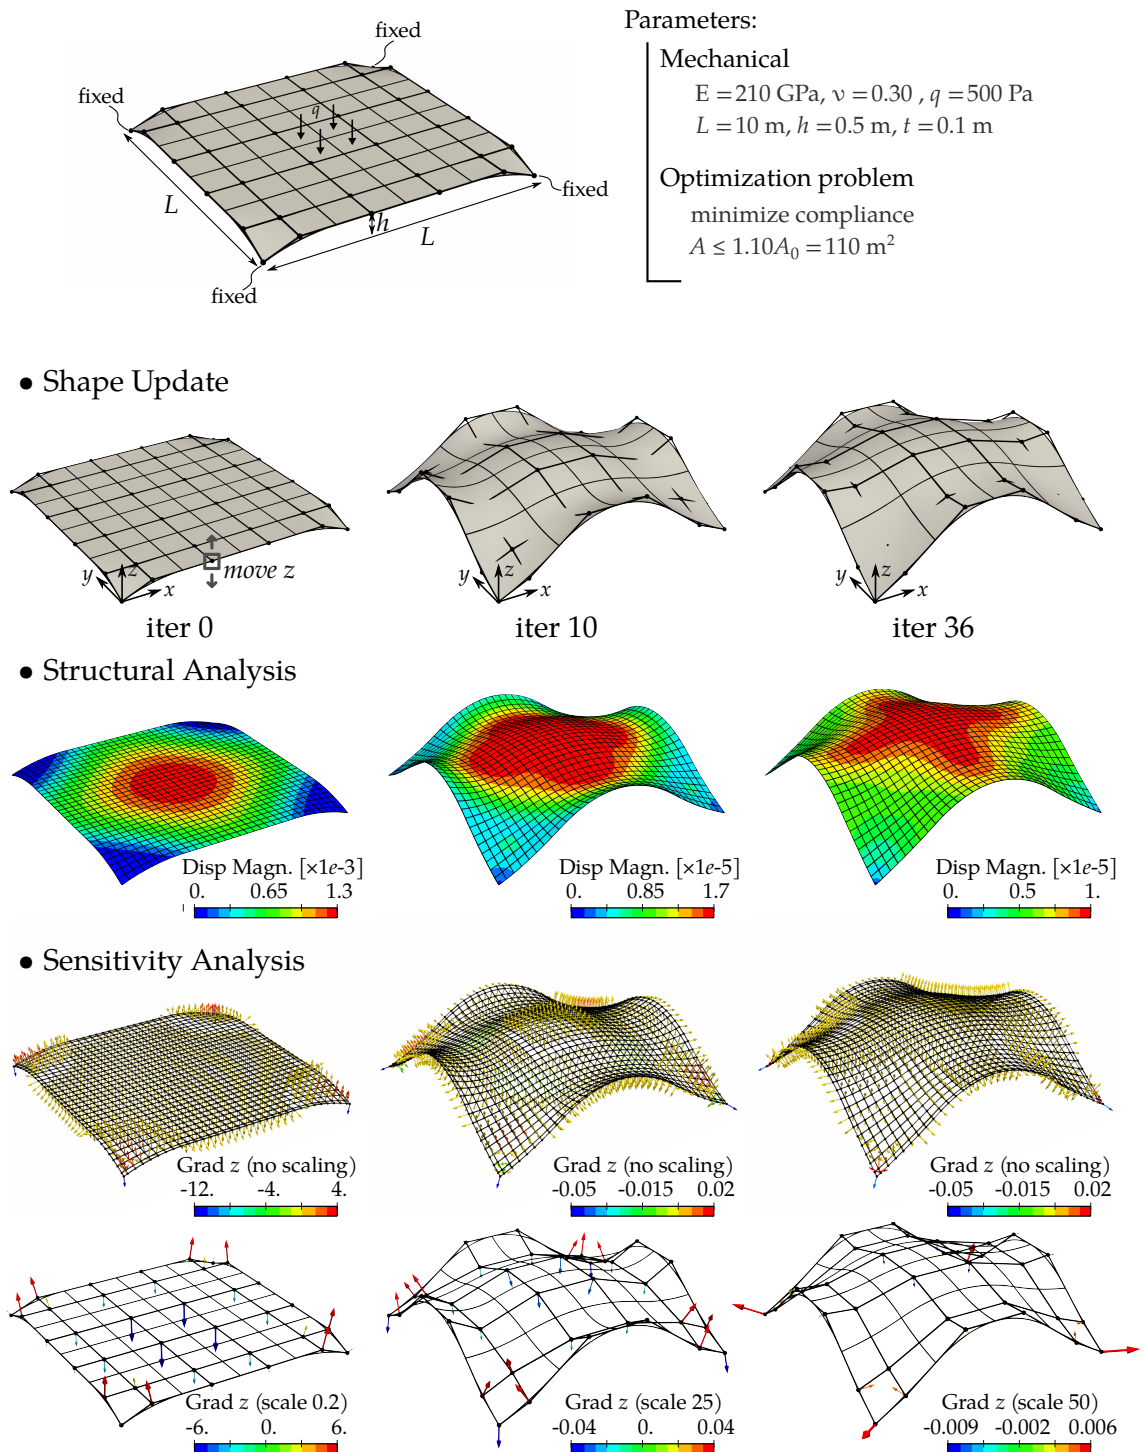 fixed
fixed
q
L
h
L
fixed
fixed
Parameters:
Mechanical
E = 210 GPa, ν = 0.30 , q = 500 Pa
L = 10 m, h = 0.5 m, t = 0.1 m
Optimization problem
minimize compliance
A ≤ 1.10A₀ = 110 m²
• Shape Update
y z x move z
y z x
y z x
iter 0 iter 10 iter 36
• Structural Analysis
Disp Magn. [×1e-3]
0. 0.65 1.3
Disp Magn. [×1e-5]
0. 0.85 1.7
Disp Magn. [×1e-5]
0. 0.5 1.
• Sensitivity Analysis
Grad z (no scaling)
-12. -4. 4.
Grad z (no scaling)
-0.05 -0.015 0.02
Grad z (no scaling)
-0.05 -0.015 0.02
Grad z (scale 0.2)
-6. 0. 6.
Grad z (scale 25)
-0.04 0. 0.04
Grad z (scale 50)
-0.009 -0.002 0.006